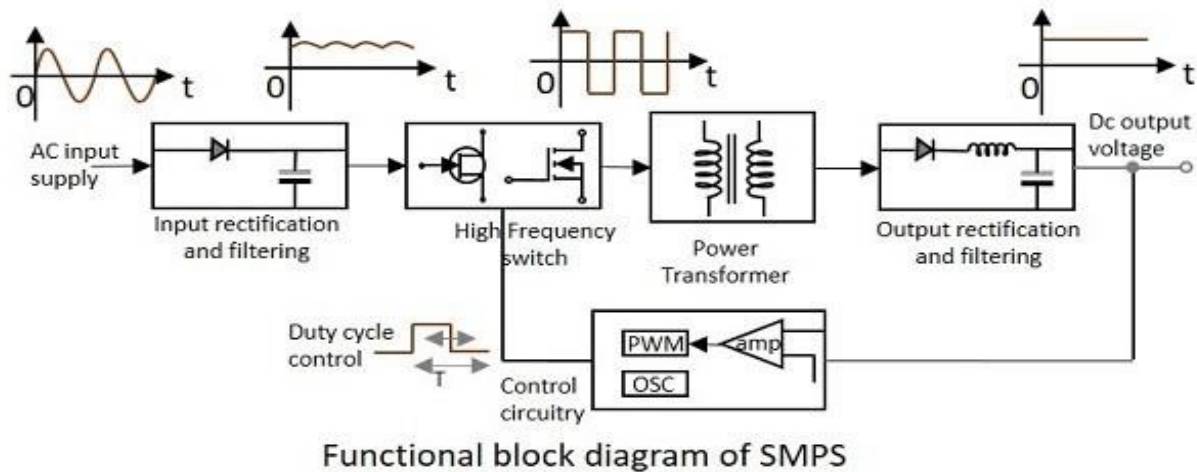 0
t
0
t
0
t
0
t
AC input
supply
Dc output
voltage
Input rectification
and filtering
High Frequency
switch
Power
Transformer
Output rectification
and filtering
Duty cycle
control
T
Control
circuitry
PWM
amp
OSC
Functional block diagram of SMPS